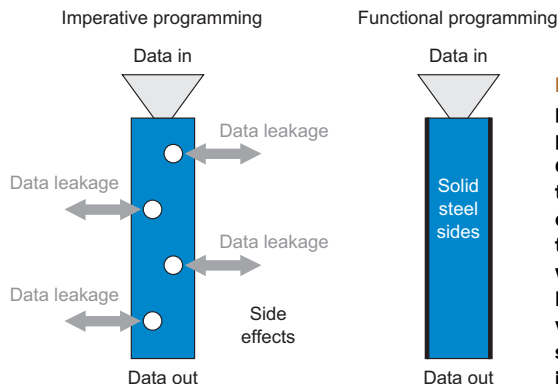 Imperative programming
Data in
Data leakage
Data leakage
Data leakage
Data leakage
Side
effects
Data out
Functional programming
Data in
Solid
steel
sides
Data out